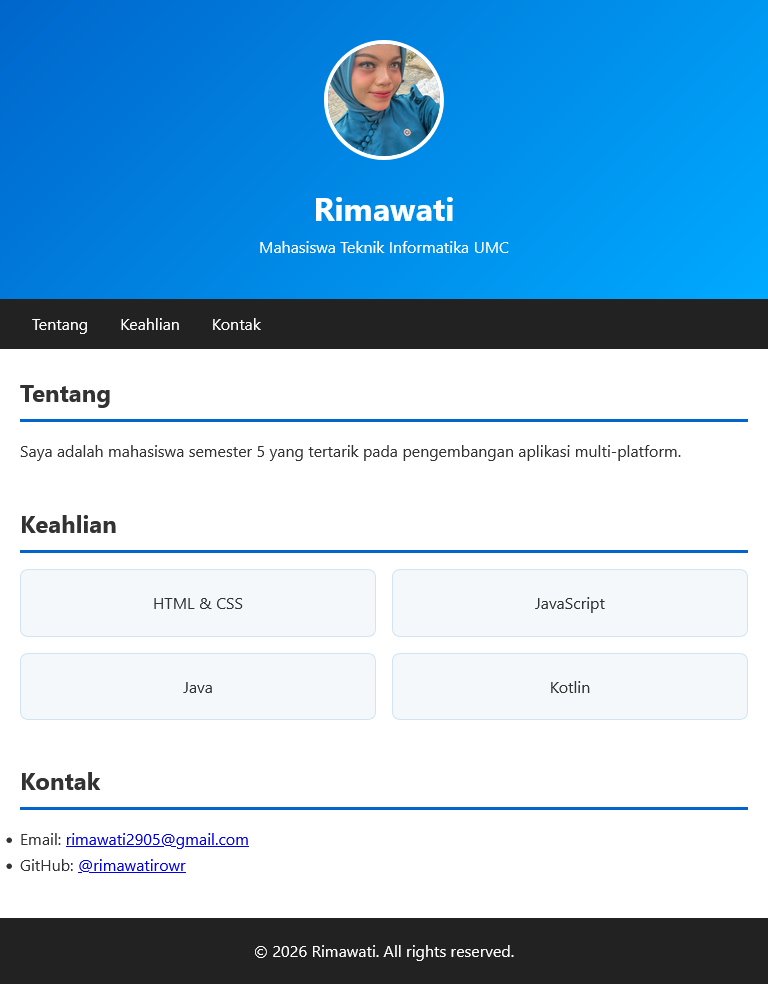 Rimawati
Mahasiswa Teknik Informatika UMC
Tentang Keahlian Kontak
Tentang
Saya adalah mahasiswa semester 5 yang tertarik pada pengembangan aplikasi multi-platform.
Keahlian
HTML & CSS JavaScript
Java Kotlin
Kontak
• Email: rimawati2905@gmail.com
• GitHub: @rimawatirowr
© 2026 Rimawati. All rights reserved.